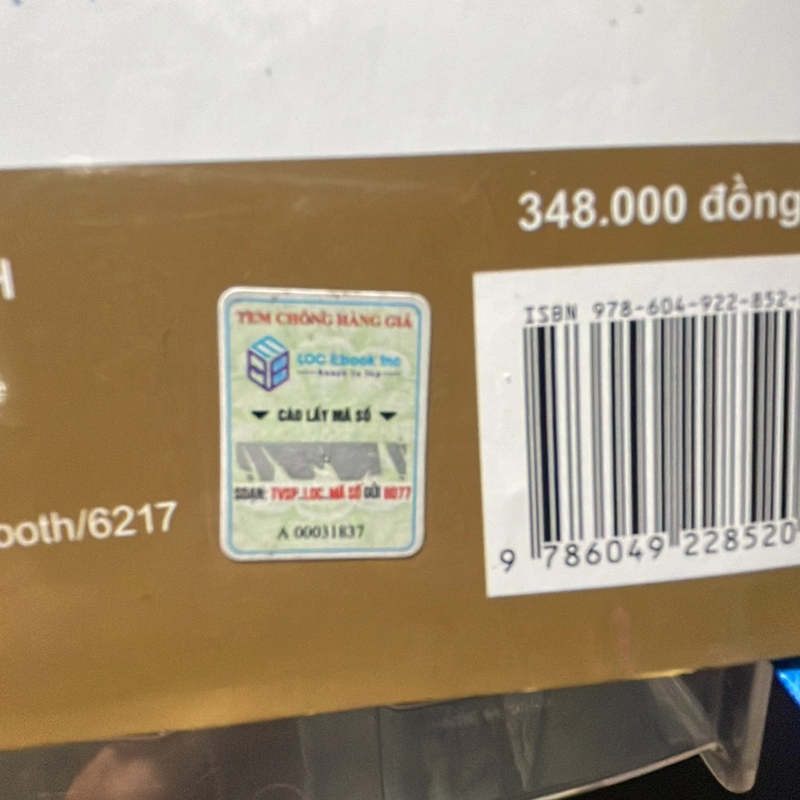 348.000 đồng
ISBN 978-604-922-852-
TEM CHỐNG HÀNG GIẢ
LOC Ebook Inc
CÀO LẤY MÃ SỐ
SOẠN: TVSP_LOC_MÃ SỐ GỬI 8077
A 00031837
ooth/6217
9 786049 228520